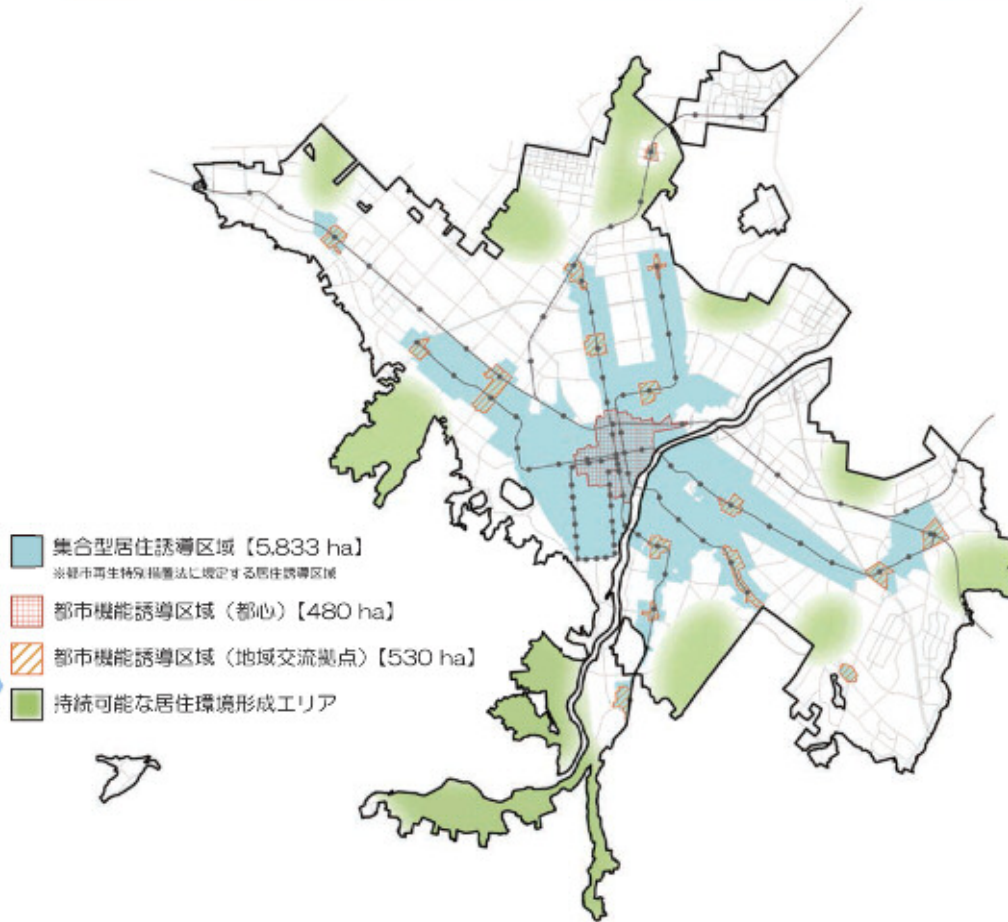 集合型居住誘導区域【5,833 ha】
※都市再生特別措置法に規定する居住誘導区域
都市機能誘導区域（都心）【480 ha】
都市機能誘導区域（地域交流拠点）【530 ha】
持続可能な居住環境形成エリア